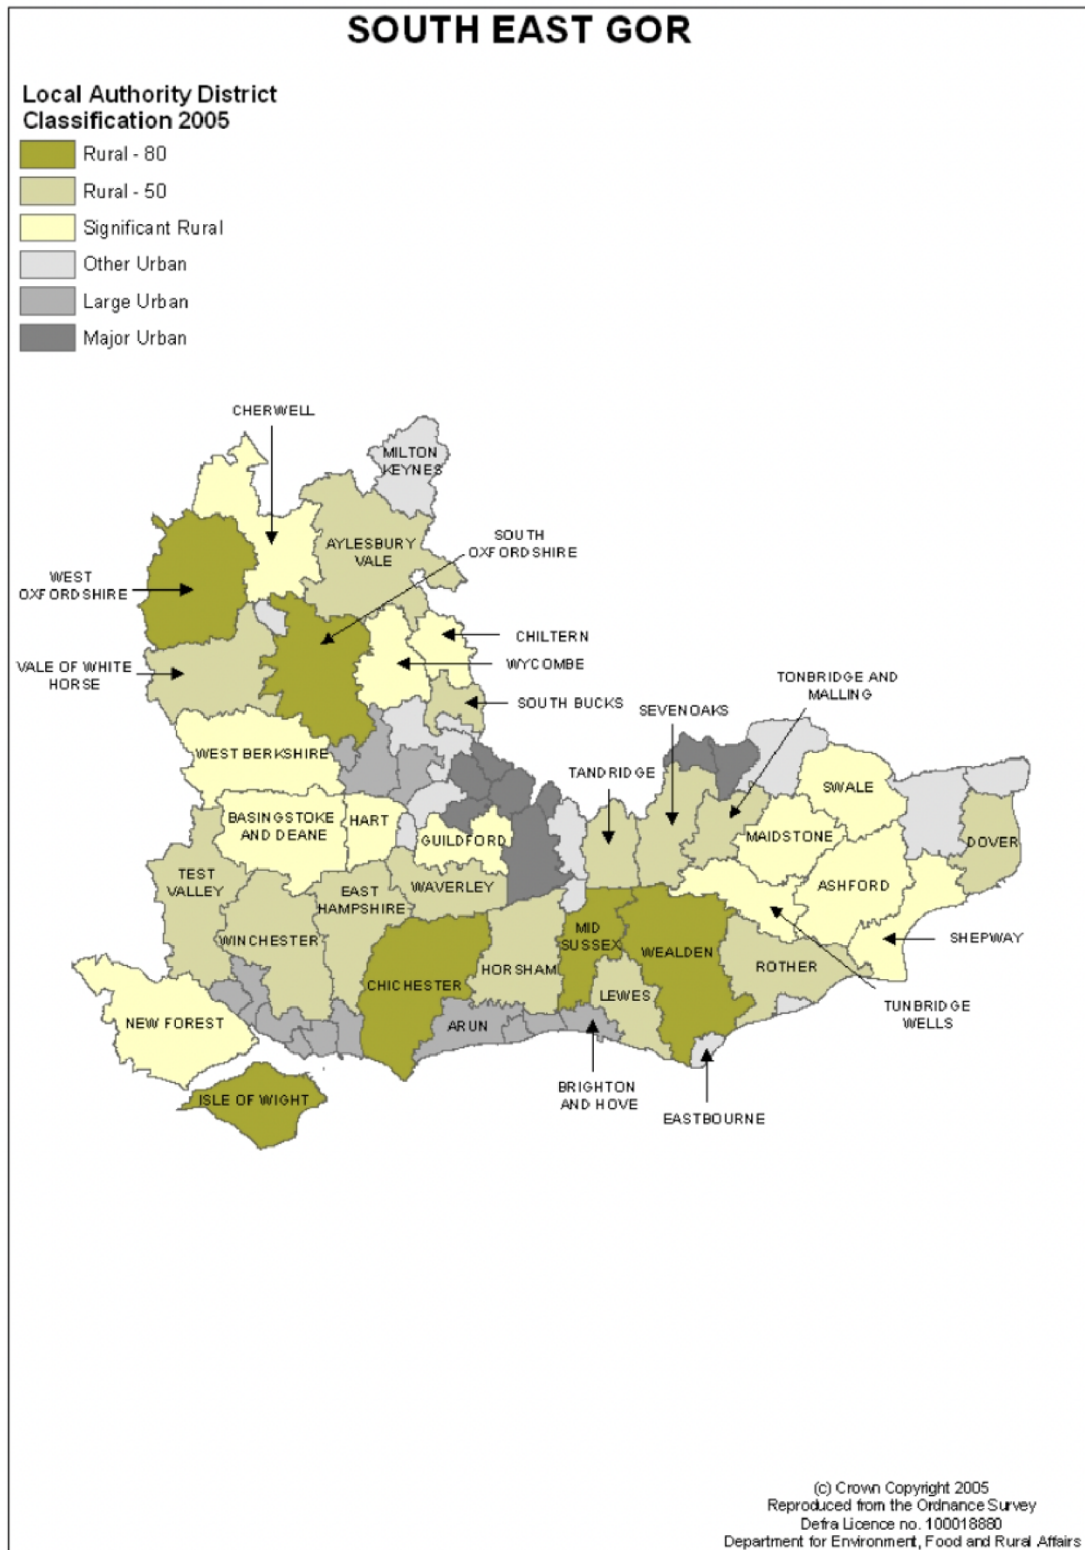 SOUTH EAST GOR
Local Authority District
Classification 2005
Rural - 80
Rural - 50
Significant Rural
Other Urban
Large Urban
Major Urban
CHERWELL
MILTON
KEYNES
SOUTH
OXFORDSHIRE
AYLESBURY
VALE
WEST
OXFORDSHIRE
CHILTERN
WYCOMBE
VALE OF WHITE
HORSE
SOUTH BUCKS
TONBRIDGE AND
MALLING
SEVENOAKS
WEST BERKSHIRE
TANDRIDGE
SWALE
BASINGSTOKE
AND DEANE
HART
GUILDFORD
MAIDSTONE
DOVER
TEST
VALLEY
EAST
HAMPSHIRE
WAVERLEY
ASHFORD
WINCHESTER
MID
SUSSEX
WEALDEN
SHEPWAY
HORSHAM
ROTHER
CHICHESTER
LEWES
TUNBRIDGE
WELLS
NEW FOREST
ARUN
BRIGHTON
AND HOVE
EASTBOURNE
ISLE OF WIGHT
(c) Crown Copyright 2005
Reproduced from the Ordnance Survey
Defra Licence no. 100018880
Department for Environment, Food and Rural Affairs